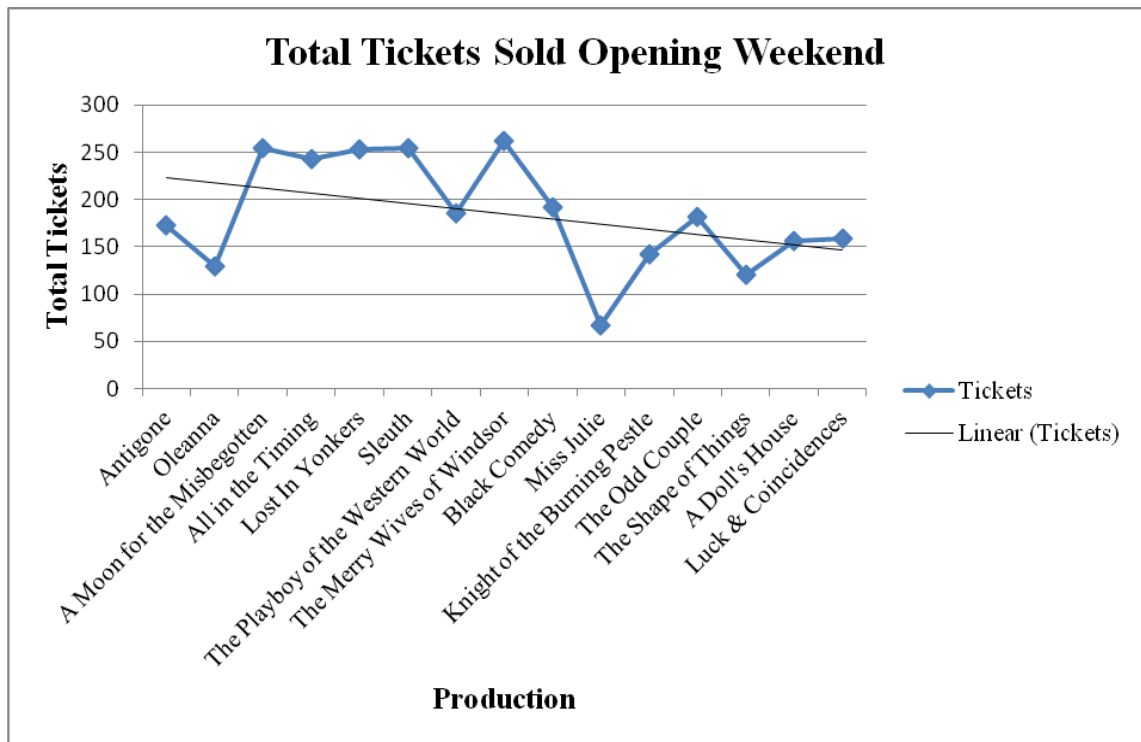 Total Tickets Sold Opening Weekend
Total Tickets
300
250
200
150
100
50
0
Antigone
Oleanna
A Moon for the Misbegotten
All in the Timing
Lost In Yonkers
Sleuth
The Playboy of the Western World
The Merry Wives of Windsor
Black Comedy
Miss Julie
Knight of the Burning Pestle
The Odd Couple
The Shape of Things
A Doll's House
Luck & Coincidences
Production
Tickets
Linear (Tickets)